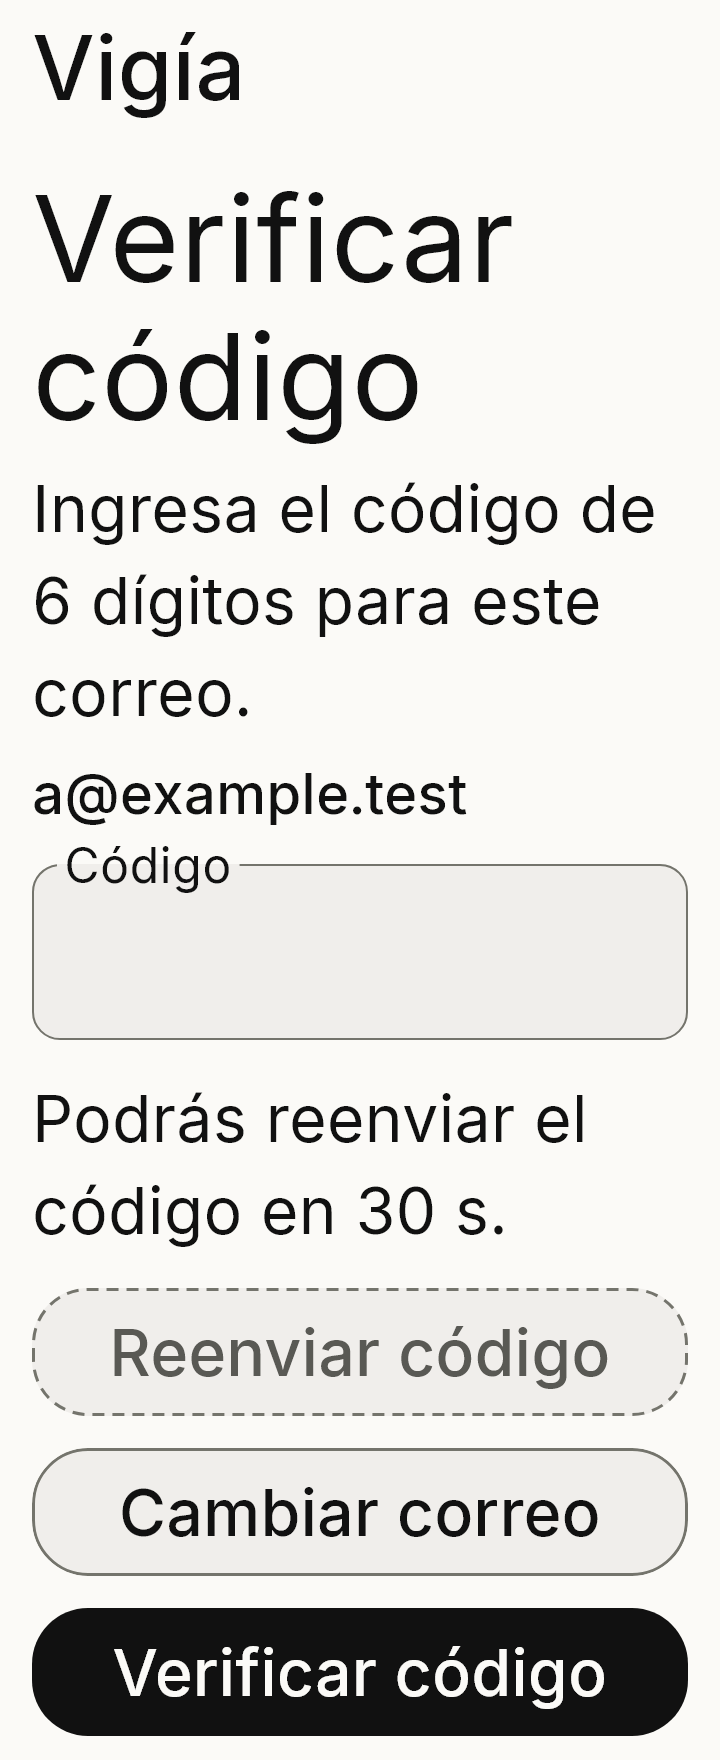 Vigía
Verificar
código
Ingresa el código de
6 dígitos para este
correo.
a@example.test
Código
Podrás reenviar el
código en 30 s.
Reenviar código
Cambiar correo
Verificar código